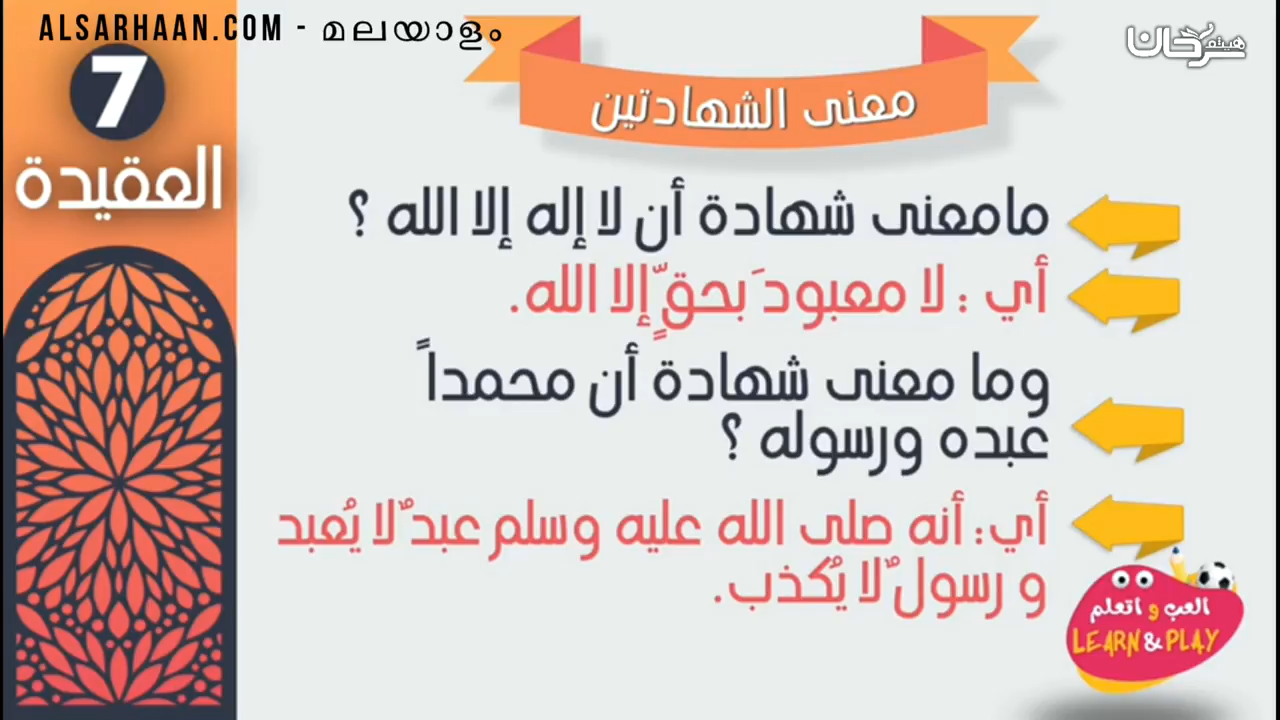 ALSARHAAN.COM - മലയാളം
هيثم سرحان
7
العقيدة
معنى الشهادتين
مامعنى شهادة أن لا إله إلا الله ؟
أي : لا معبودَ بحقٍّ إلا الله.
وما معنى شهادة أن محمداً
عبده ورسوله ؟
أي: أنه صلى الله عليه وسلم عبدٌ لا يُعبد
و رسولٌ لا يُكذب.
العب و اتعلم
LEARN & PLAY